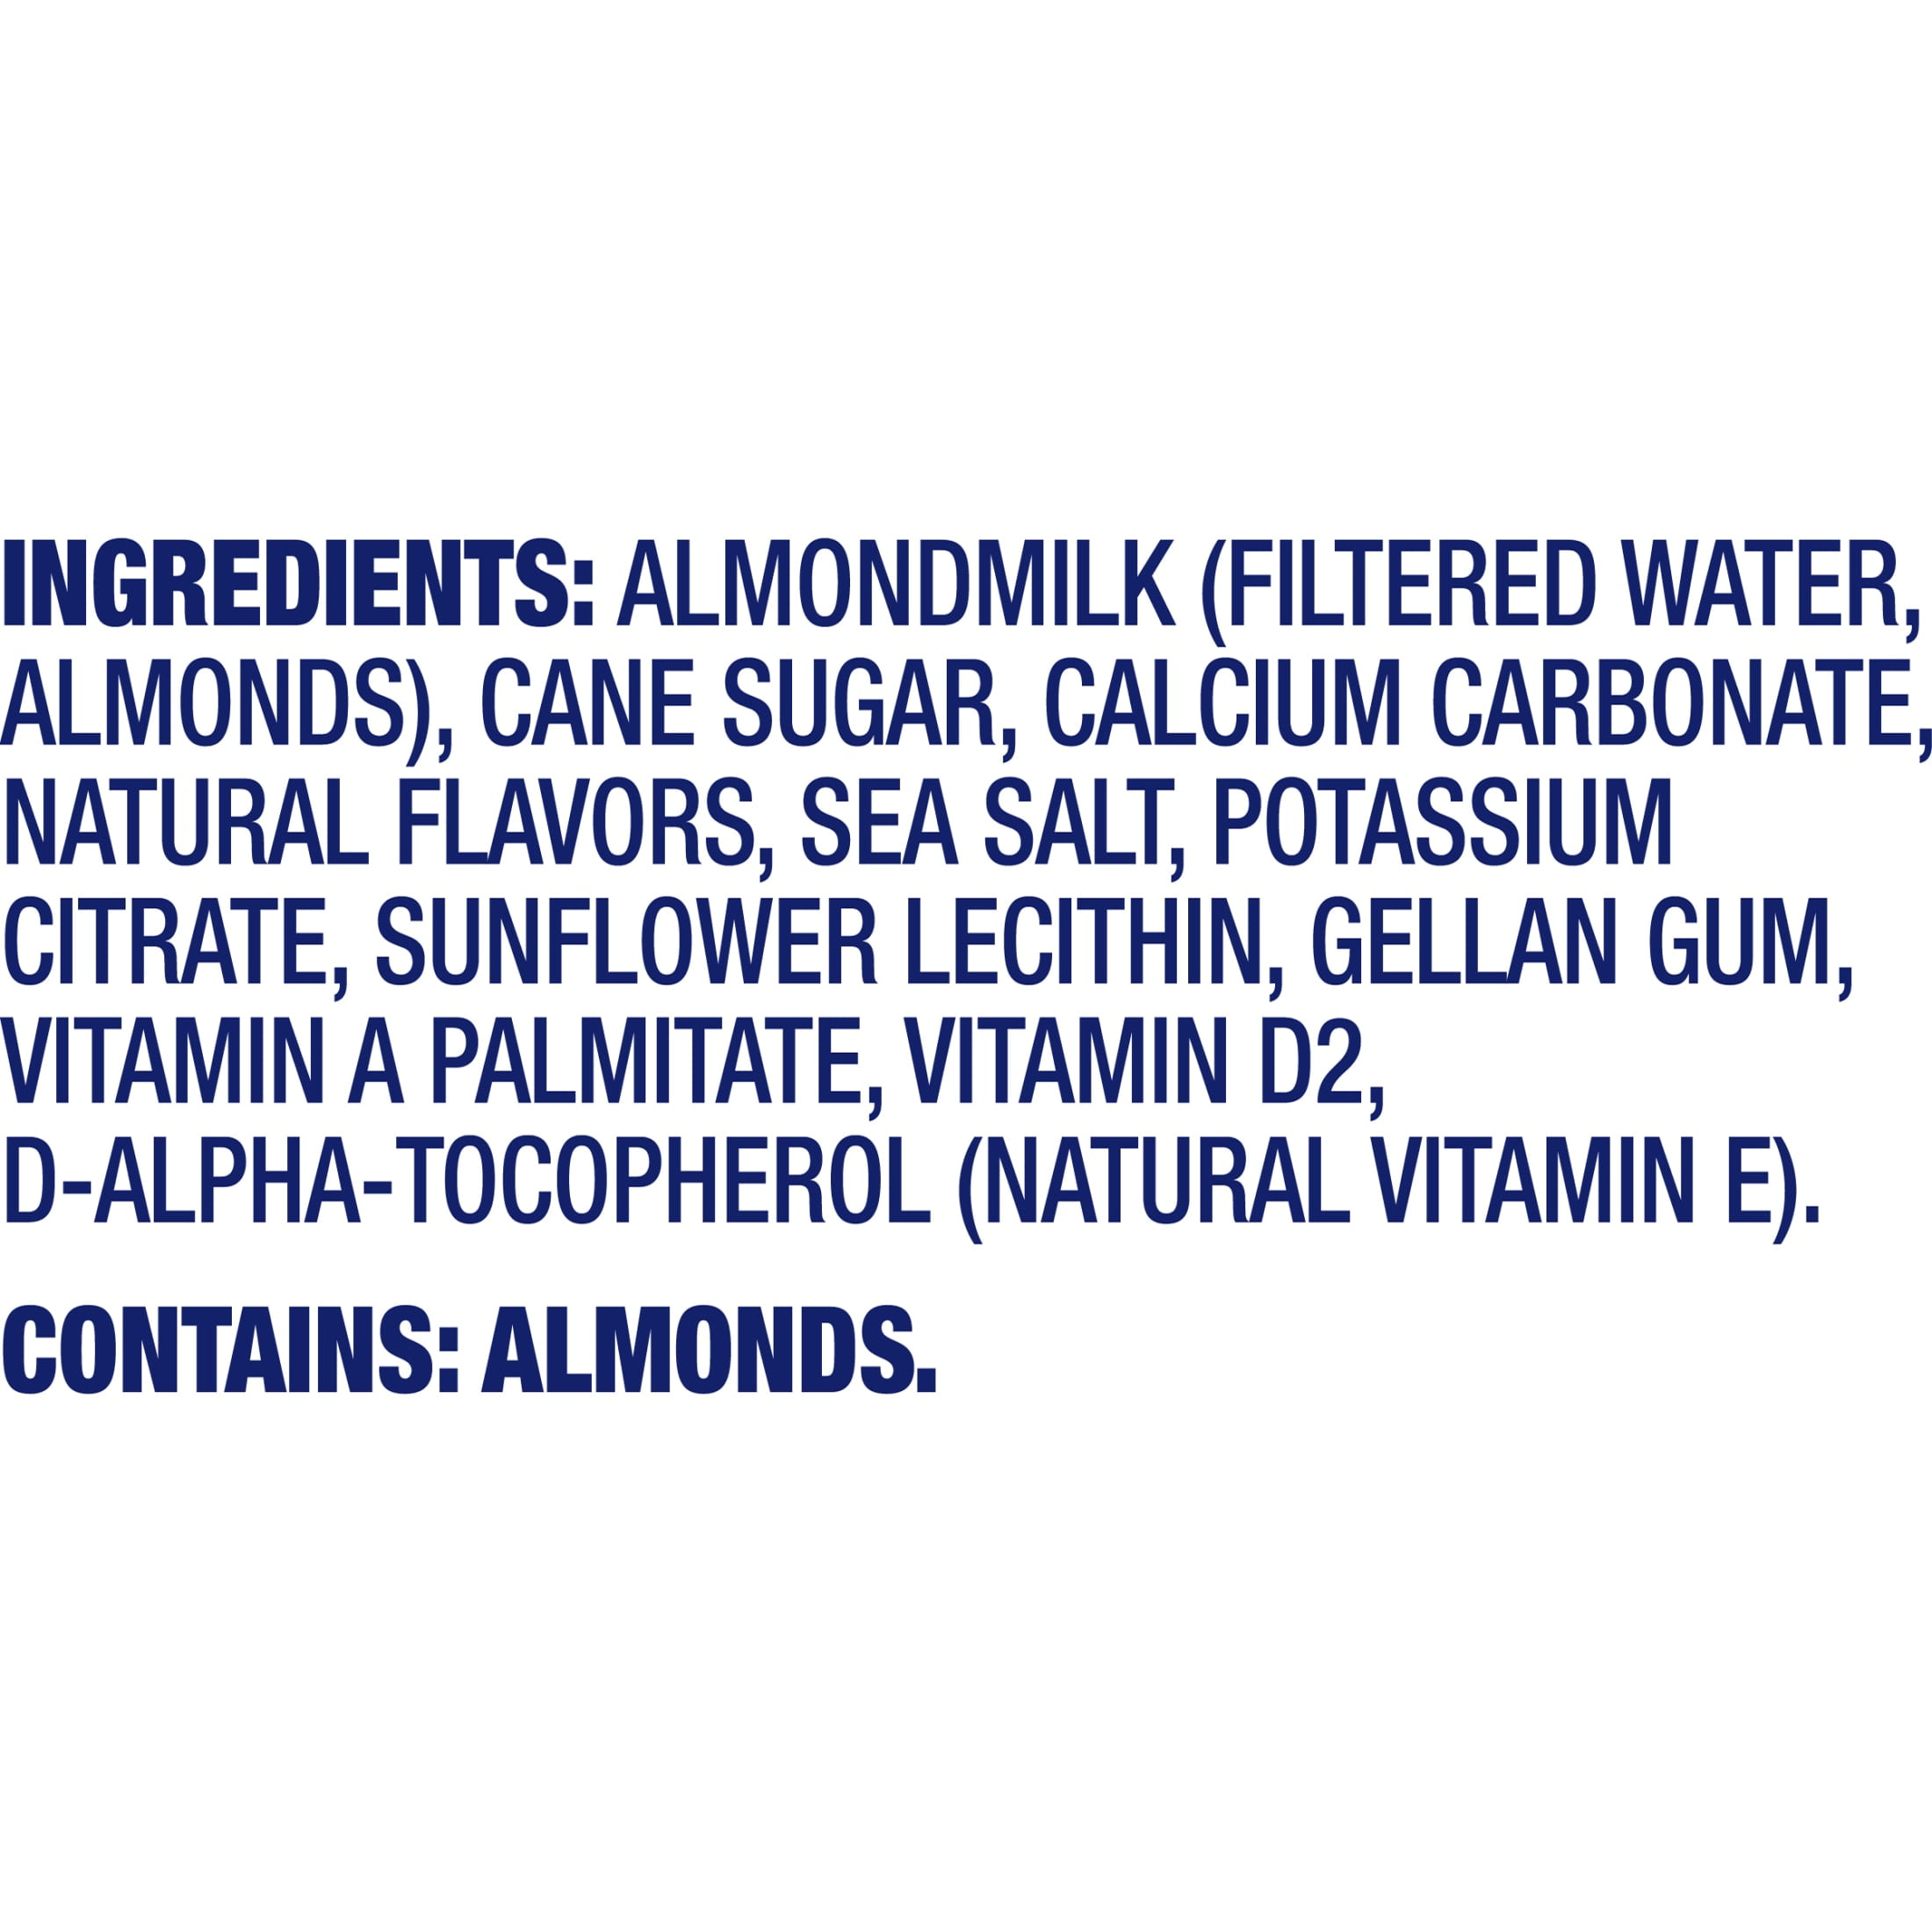 INGREDIENTS: ALMONDMILK (FILTERED WATER,
ALMONDS), CANE SUGAR, CALCIUM CARBONATE,
NATURAL FLAVORS, SEA SALT, POTASSIUM
CITRATE, SUNFLOWER LECITHIN, GELLAN GUM,
VITAMIN A PALMITATE, VITAMIN D2,
D-ALPHA-TOCOPHEROL (NATURAL VITAMIN E).
CONTAINS: ALMONDS.